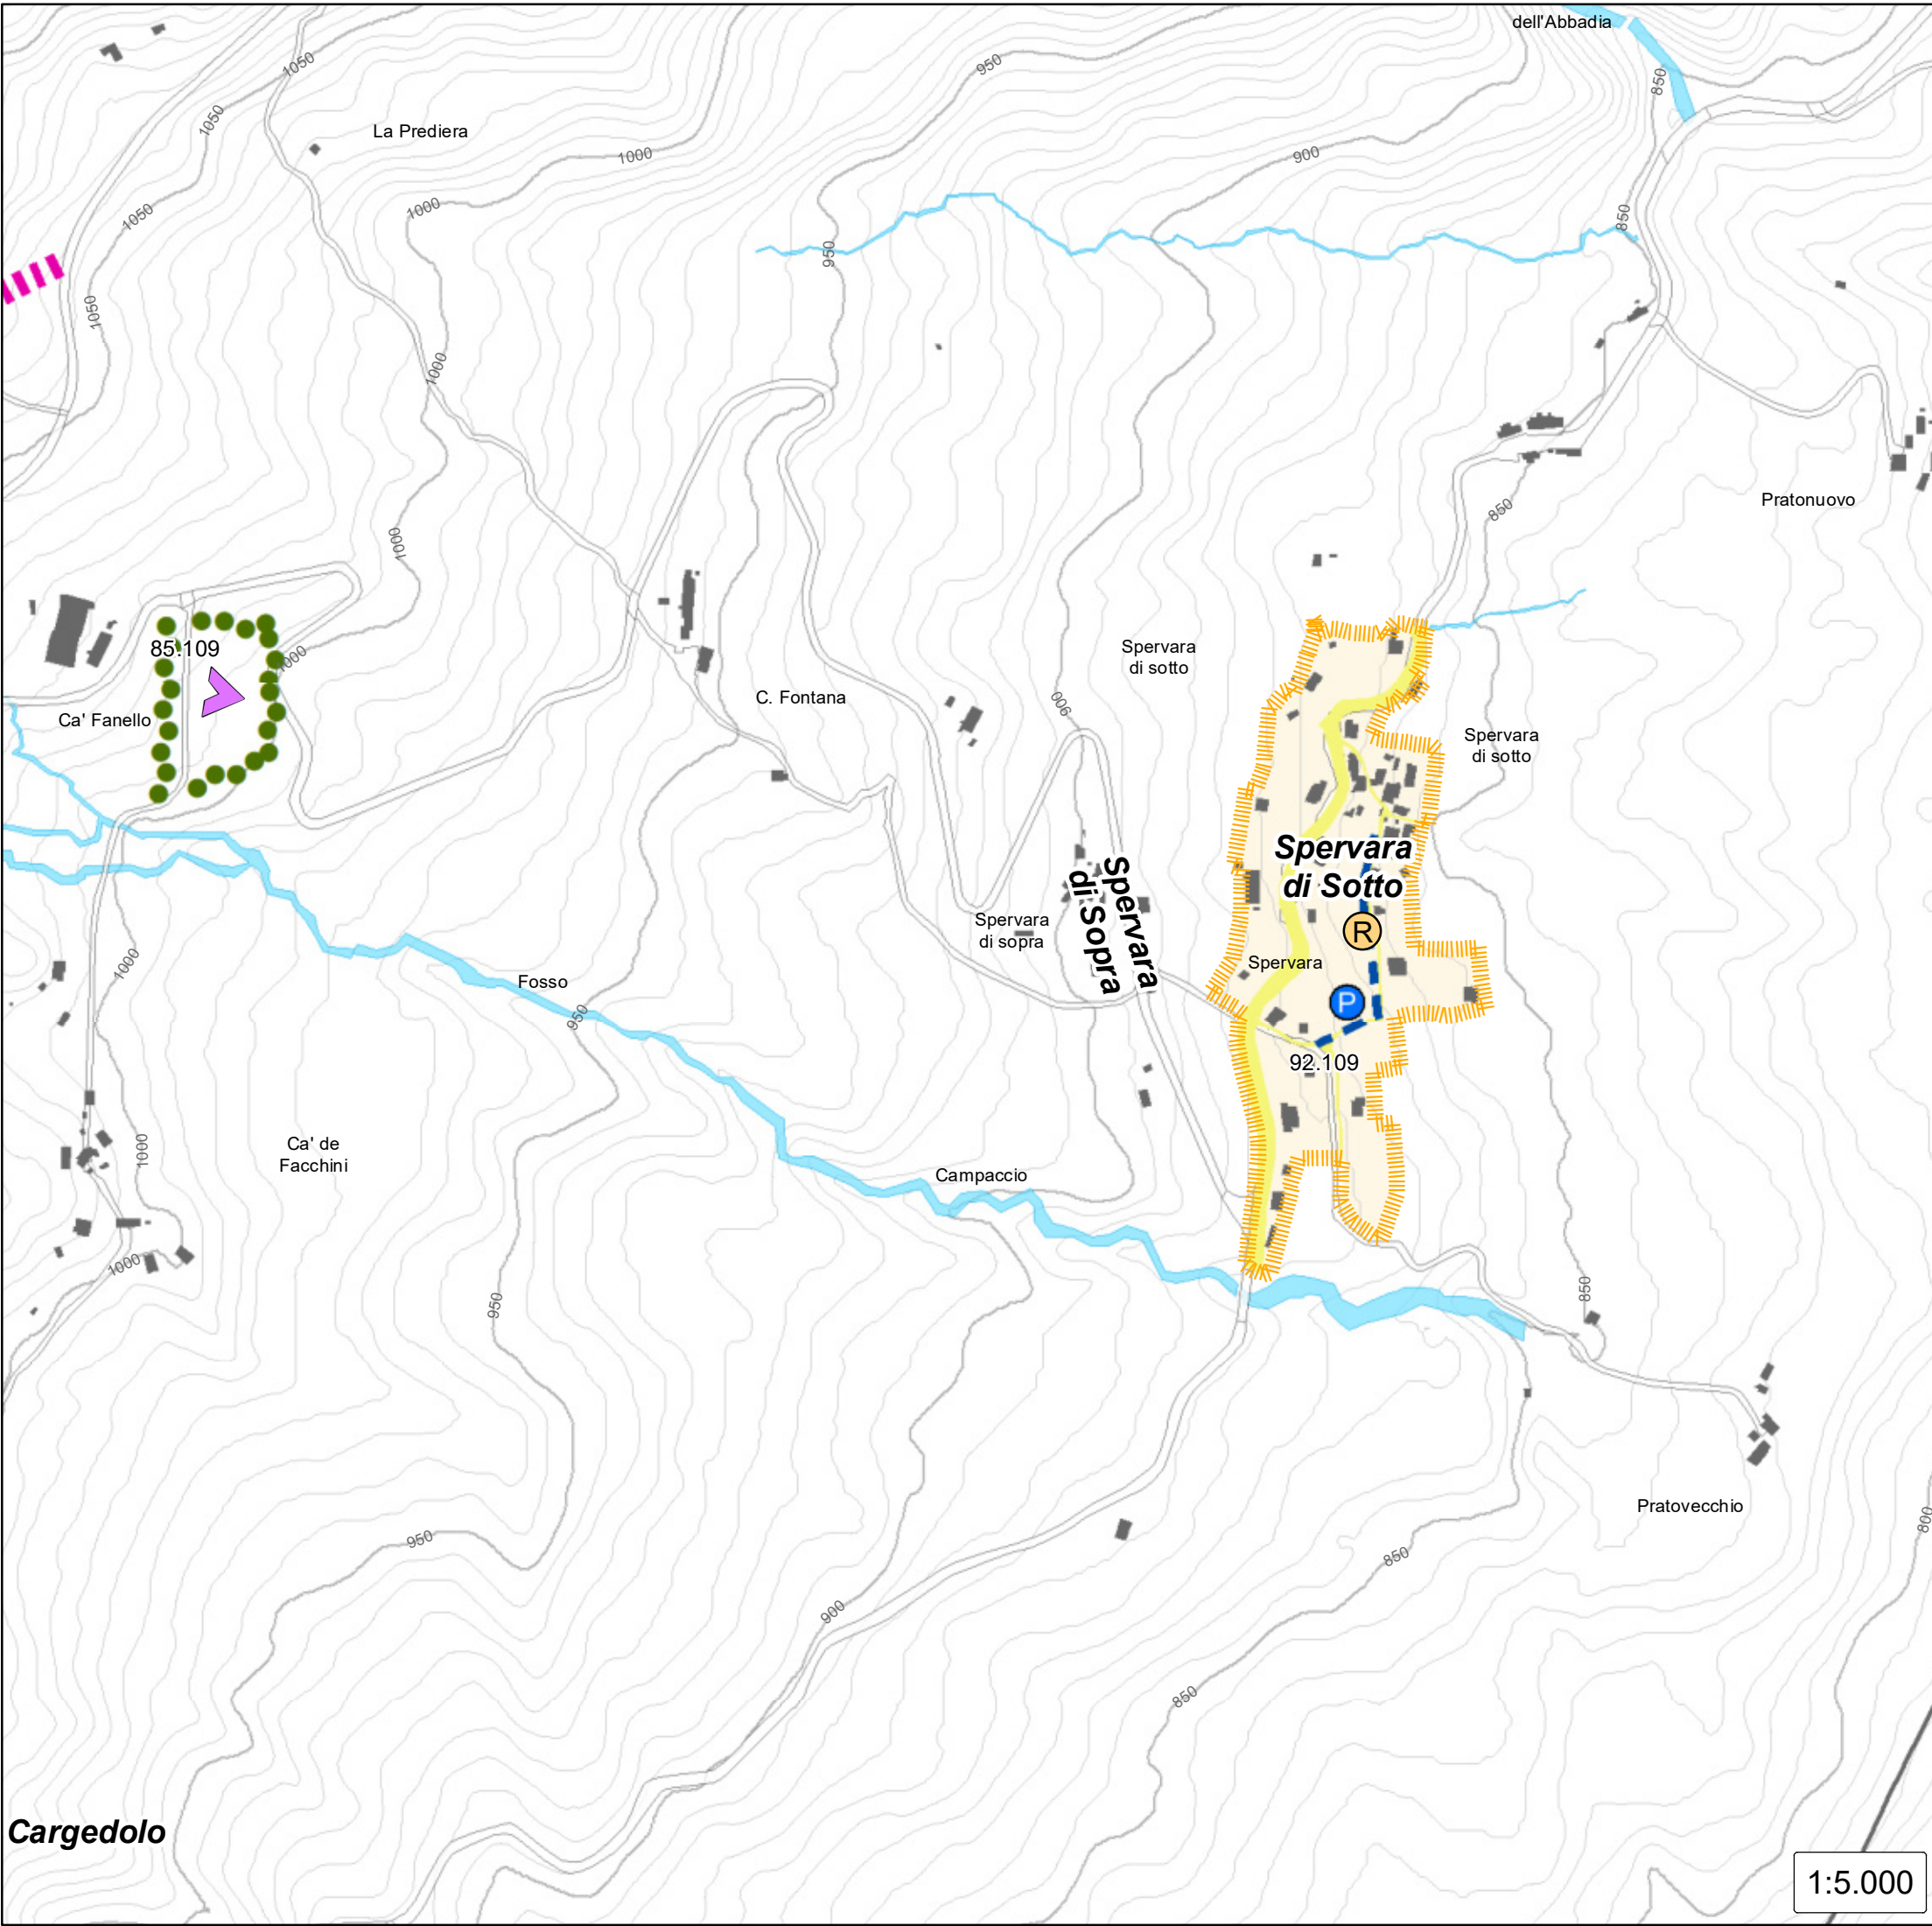 dell'Abbadia
1050
950
850
1050
La Prediera
1000
900
1000
1050
850
950
1050
1000
Pratonuovo
850
1000
85.109
1000
Spervara
di sotto
C. Fontana
900
Ca' Fanello
Spervara
di sotto
Spervara
di Sotto
Spervara
di Sopra
Spervara
di sopra
R
Spervara
1000
Fosso
P
950
92.109
1000
Ca' de
Facchini
Campaccio
1000
950
850
Pratovecchio
800
950
850
900
850
Cargedolo
1:5.000